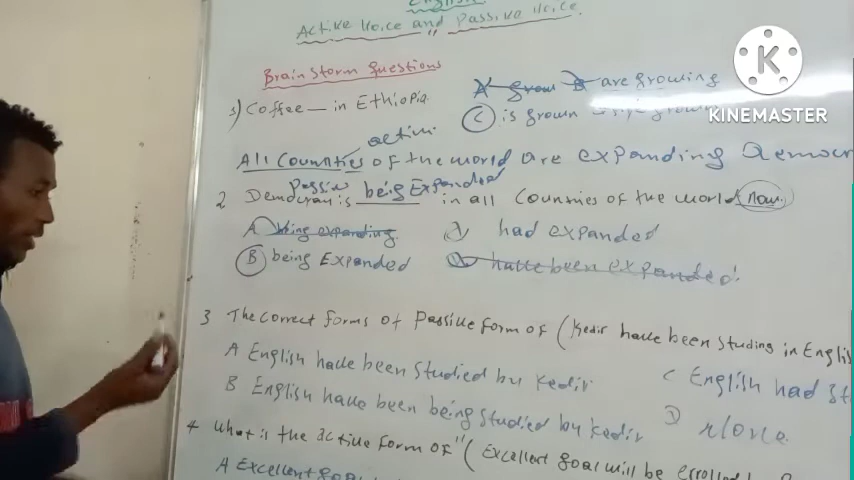 English
Active Voice and Passive Voice.
Brain Storm Questions
1) Coffee — in Ethiopia
A grow B are growing
C is grown
active
All Countries of the world are expanding Democr
Passive being Expanded
2 Democracy is ______ in all Countries of the world now.
A being expanding. C had expanded
B being Expanded D have been expanded.
3 The correct forms of Passive form of (Kedir have been studing in Englis
A English have been studied by Kedir C English had st
B English have been being studied by Kedir D None
4 What is the active form of " (Excellent goal will be
A Excellent goal
K
KINEMASTER